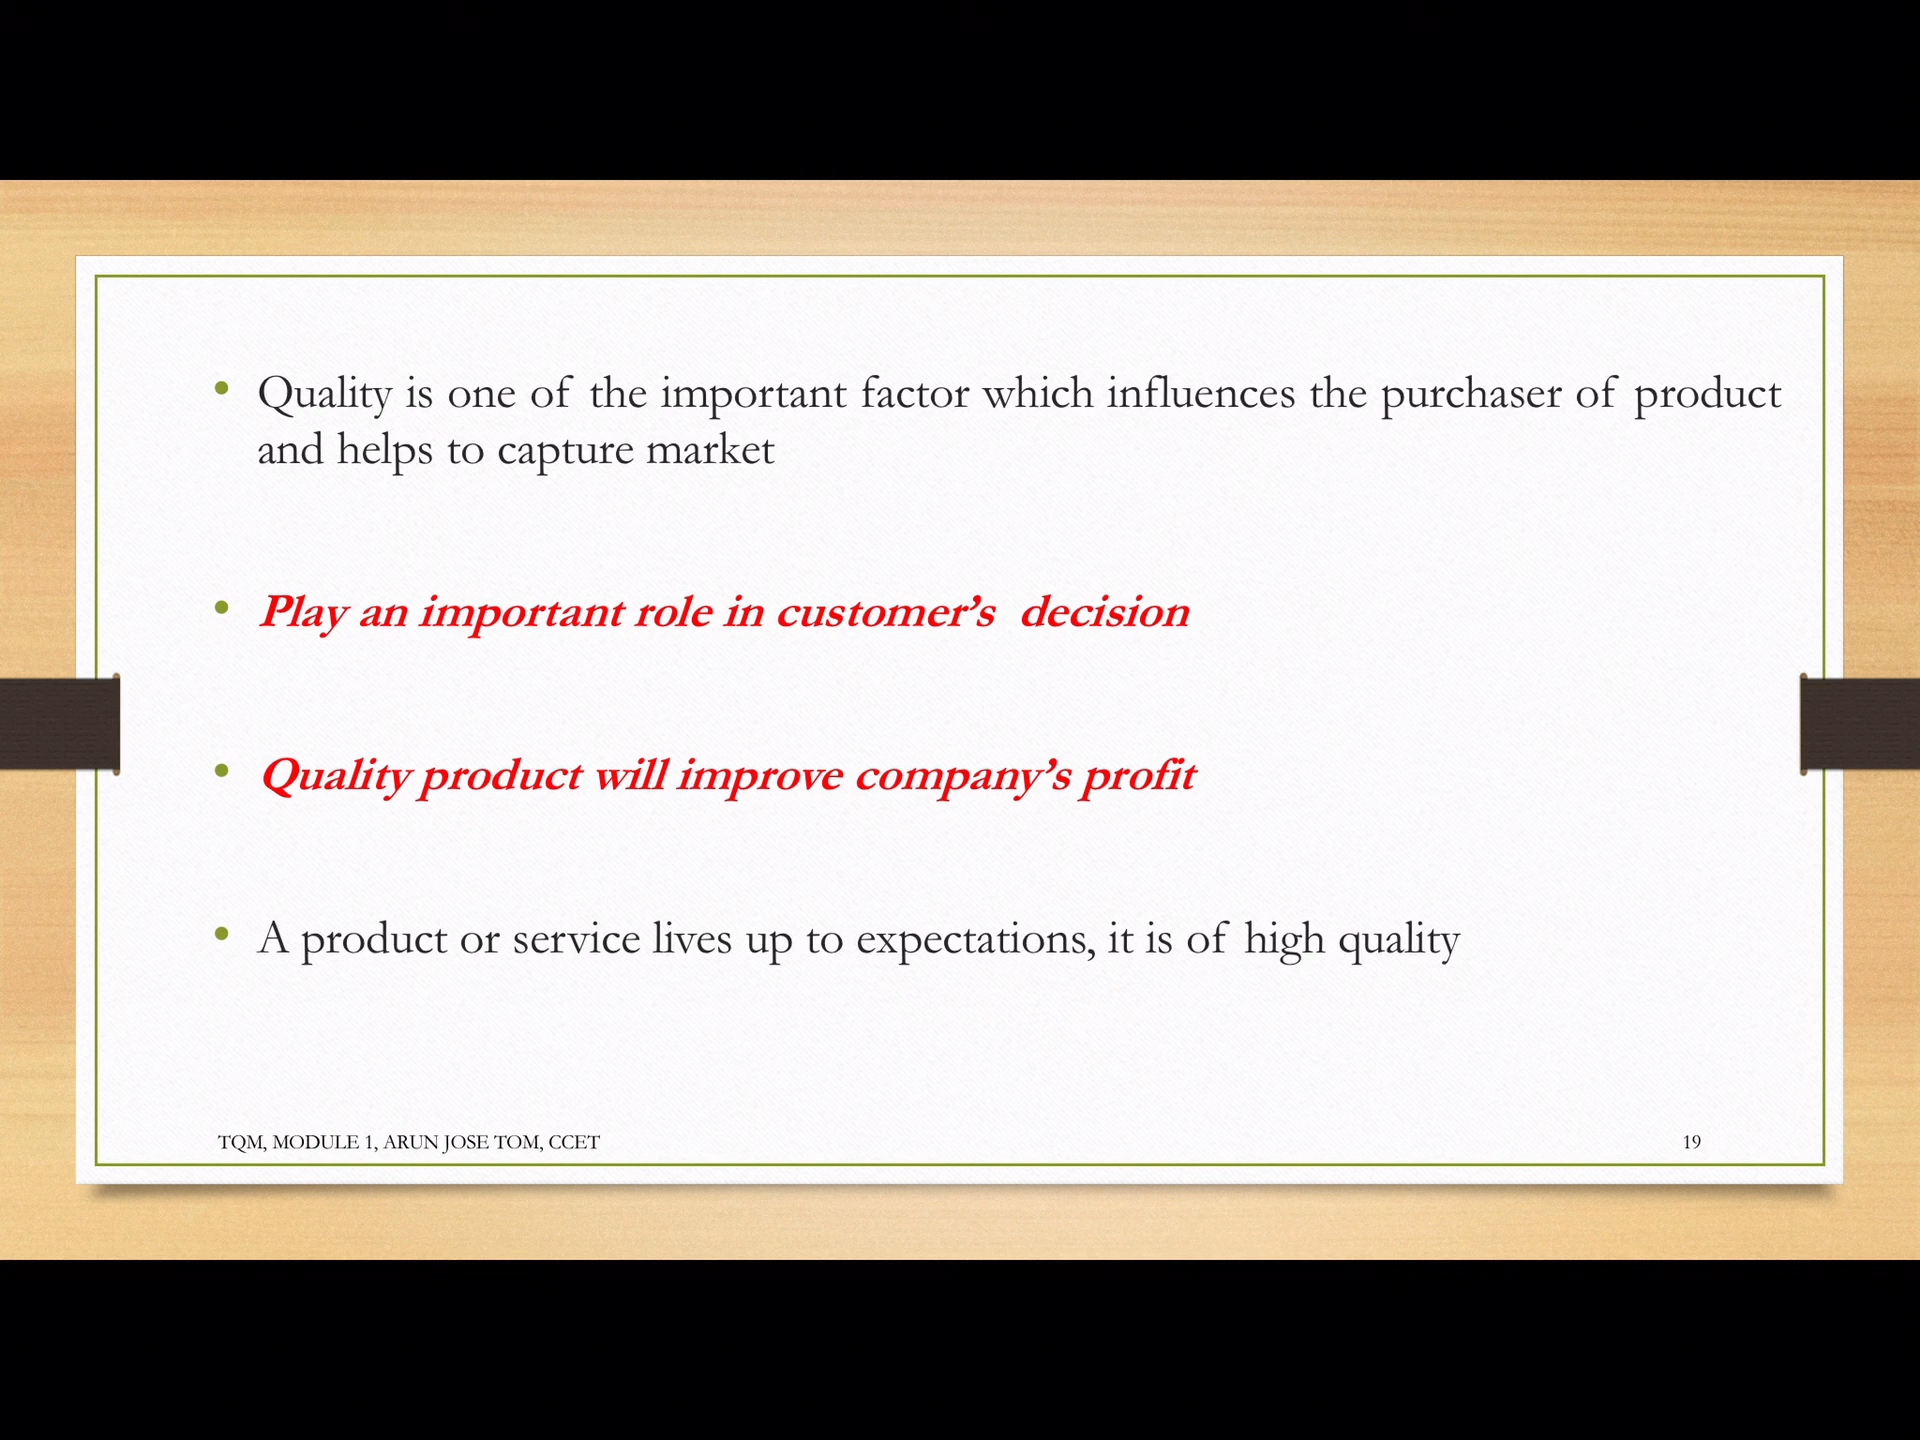 • Quality is one of the important factor which influences the purchaser of product
and helps to capture market
• Play an important role in customer’s decision
• Quality product will improve company’s profit
• A product or service lives up to expectations, it is of high quality
TQM, MODULE 1, ARUN JOSE TOM, CCET
19